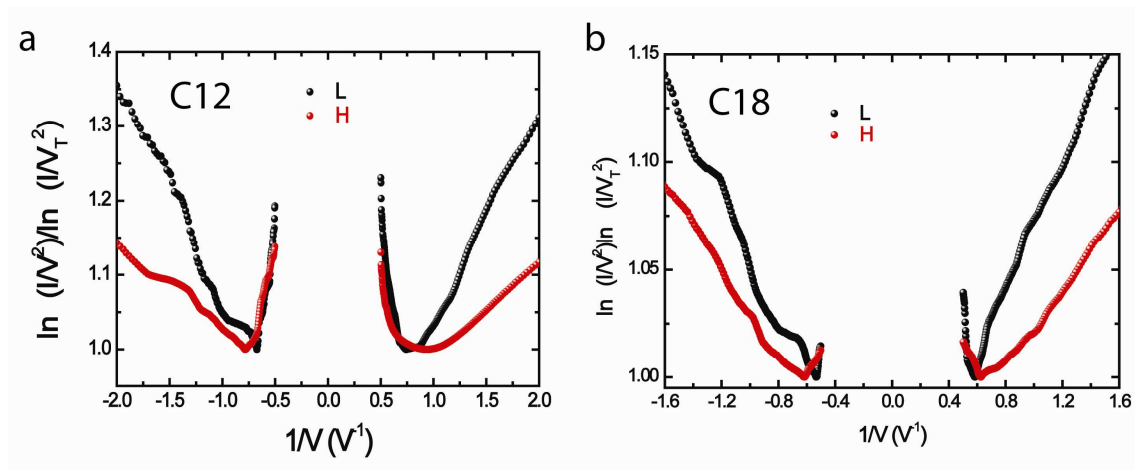 a
C12
L
H
ln (I/V²)/ln (I/V_T²)
1.4
1.3
1.2
1.1
1.0
-2.0 -1.5 -1.0 -0.5 0.0 0.5 1.0 1.5 2.0
1/V (V⁻¹)
b
C18
L
H
ln (I/V²)ln (I/V_T²)
1.15
1.10
1.05
1.00
-1.6 -1.2 -0.8 -0.4 0.0 0.4 0.8 1.2 1.6
1/V (V⁻¹)